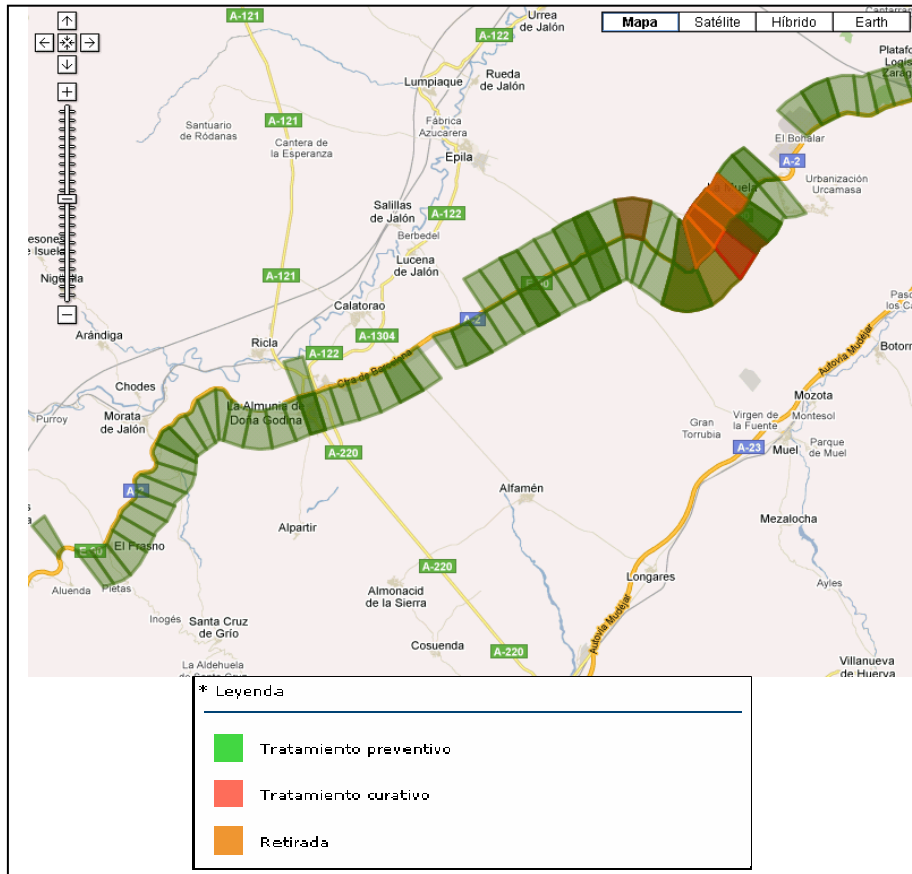 A-121
Urrea
de Jalón
A-122
Mapa
Satélite
Híbrido
Earth
Lumpiaque
Rueda
de Jalón
Santuario
de Ródanas
A-121
Cantera de
la Esperanza
Fábrica
Azucarera
Epila
El Bohalar
A-2
La Muela
Urbanización
Urcamasa
Salillas
de Jalón
A-122
Berbedel
Lucena
de Jalón
A-121
Calatorao
A-2
Arándiga
Ricla
A-1304
A-122
Ctra de Barcelona
Autovía Mudéjar
Chodes
Purroy
Morata
de Jalón
La Almunia de
Doña Godina
Mozota
Montesol
Gran
Torrubia
Virgen de
la Fuente
A-23
Muel
Parque
de Muel
A-220
A-2
Alfamén
Mezalocha
Alpartir
El Frasno
E-90
A-220
Aluenda
Pietas
Almonacid
de la Sierra
Longares
Ayles
Inogés
Santa Cruz
de Grío
Autovía Mudéjar
Cosuenda
A-220
La Aldehuela
Villanueva
de Huerva
* Leyenda
Tratamiento preventivo
Tratamiento curativo
Retirada